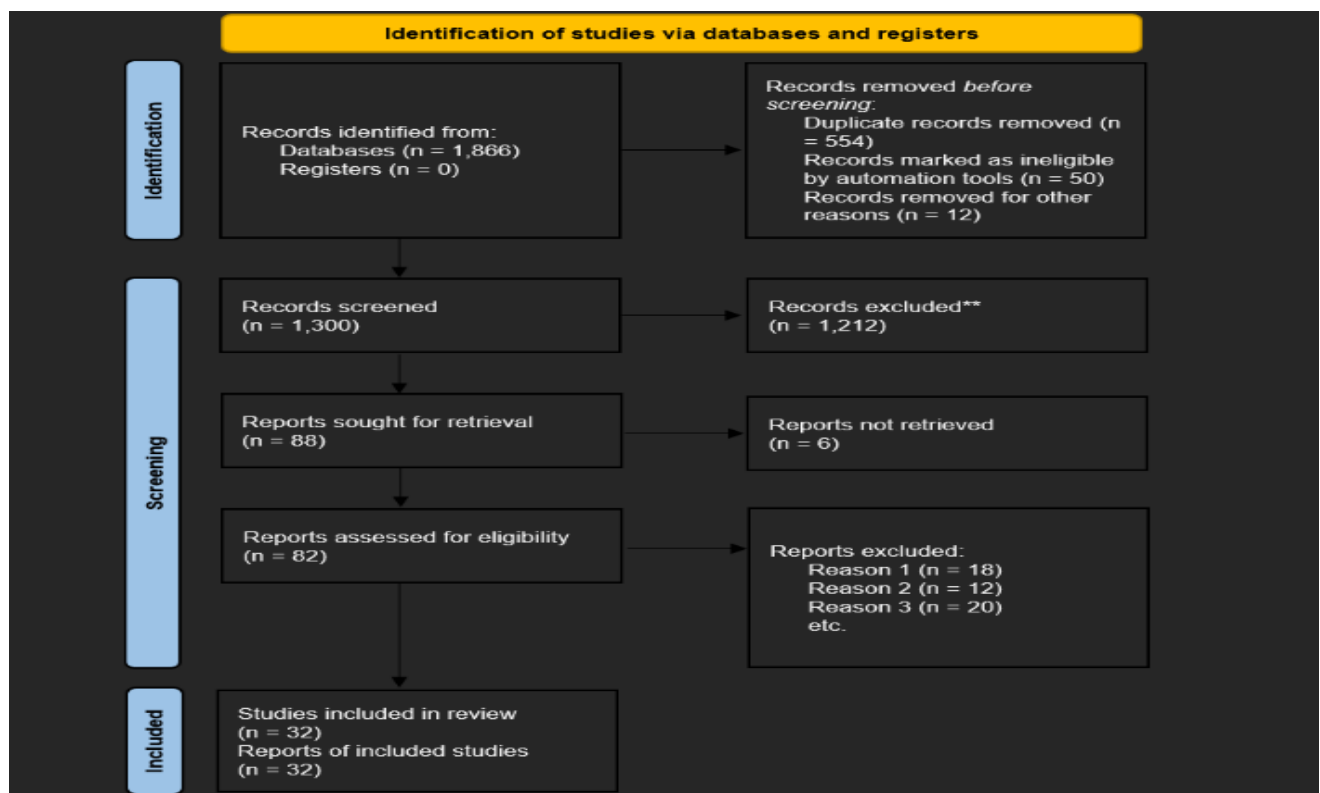 Identification of studies via databases and registers
Identification
Records identified from:
Databases (n = 1,866)
Registers (n = 0)
Records removed before
screening:
Duplicate records removed (n
= 554)
Records marked as ineligible
by automation tools (n = 50)
Records removed for other
reasons (n = 12)
Screening
Records screened
(n = 1,300)
Records excluded**
(n = 1,212)
Reports sought for retrieval
(n = 88)
Reports not retrieved
(n = 6)
Reports assessed for eligibility
(n = 82)
Reports excluded:
Reason 1 (n = 18)
Reason 2 (n = 12)
Reason 3 (n = 20)
etc.
Included
Studies included in review
(n = 32)
Reports of included studies
(n = 32)